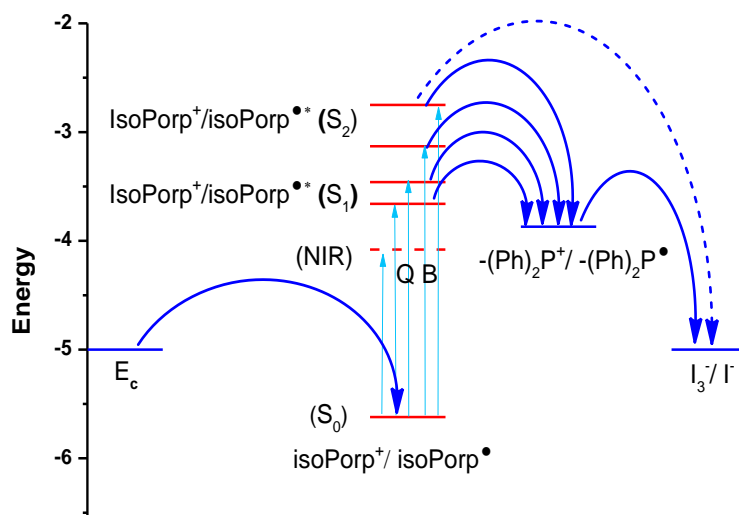 -2
IsoPorp⁺/isoPorp●* (S₂)
-3
IsoPorp⁺/isoPorp●* (S₁)
-4
(NIR)
Q B
-(Ph)₂P⁺/ -(Ph)₂P●
Energy
-5
E_c
I₃⁻/ I⁻
(S₀)
isoPorp⁺/ isoPorp●
-6